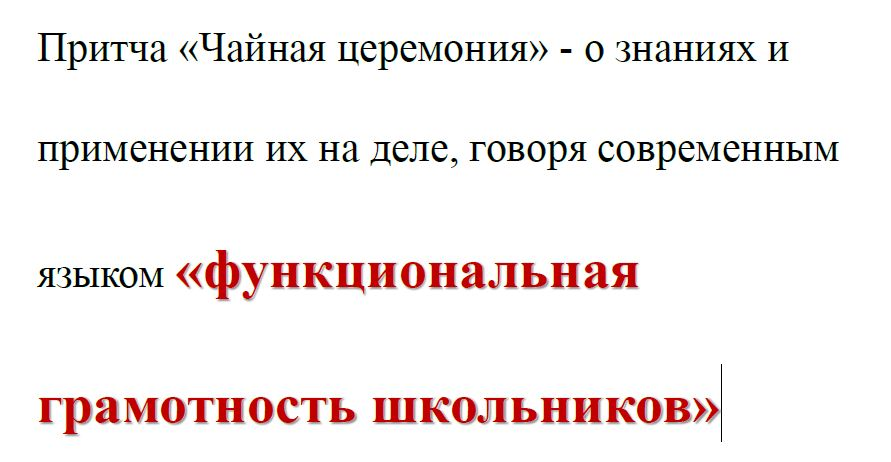 Притча «Чайная церемония» - о знаниях и
применении их на деле, говоря современным
языком «функциональная
грамотность школьников»